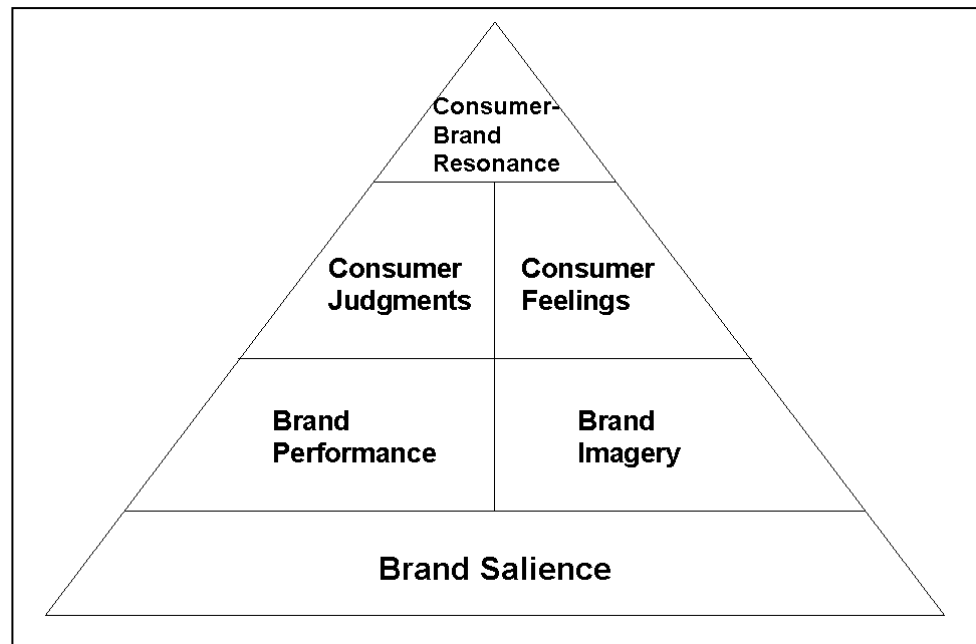 Consumer-
Brand
Resonance
Consumer
Judgments
Consumer
Feelings
Brand
Performance
Brand
Imagery
Brand Salience